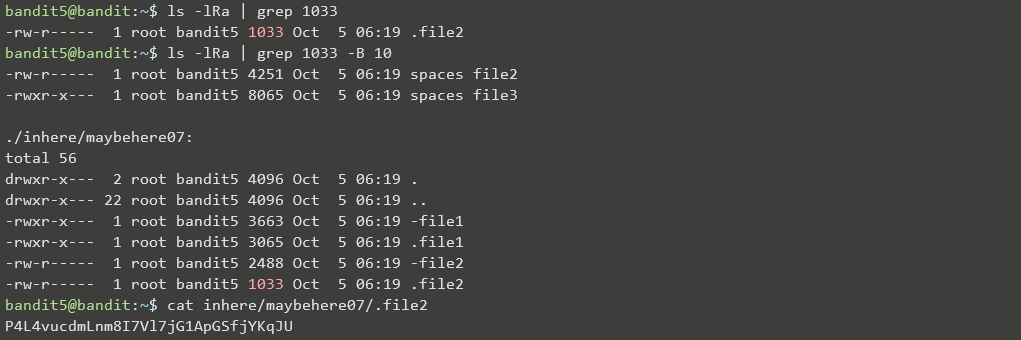 bandit5@bandit:~$ ls -lRa | grep 1033
-rw-r-----  1 root bandit5 1033 Oct  5 06:19 .file2
bandit5@bandit:~$ ls -lRa | grep 1033 -B 10
-rw-r-----  1 root bandit5 4251 Oct  5 06:19 spaces file2
-rwxr-x---  1 root bandit5 8065 Oct  5 06:19 spaces file3
./inhere/maybehere07:
total 56
drwxr-x---  2 root bandit5 4096 Oct  5 06:19 .
drwxr-x--- 22 root bandit5 4096 Oct  5 06:19 ..
-rwxr-x---  1 root bandit5 3663 Oct  5 06:19 -file1
-rwxr-x---  1 root bandit5 3065 Oct  5 06:19 .file1
-rw-r-----  1 root bandit5 2488 Oct  5 06:19 -file2
-rw-r-----  1 root bandit5 1033 Oct  5 06:19 .file2
bandit5@bandit:~$ cat inhere/maybehere07/.file2
P4L4vucdmLnm8I7Vl7jG1ApGSfjYKqJU